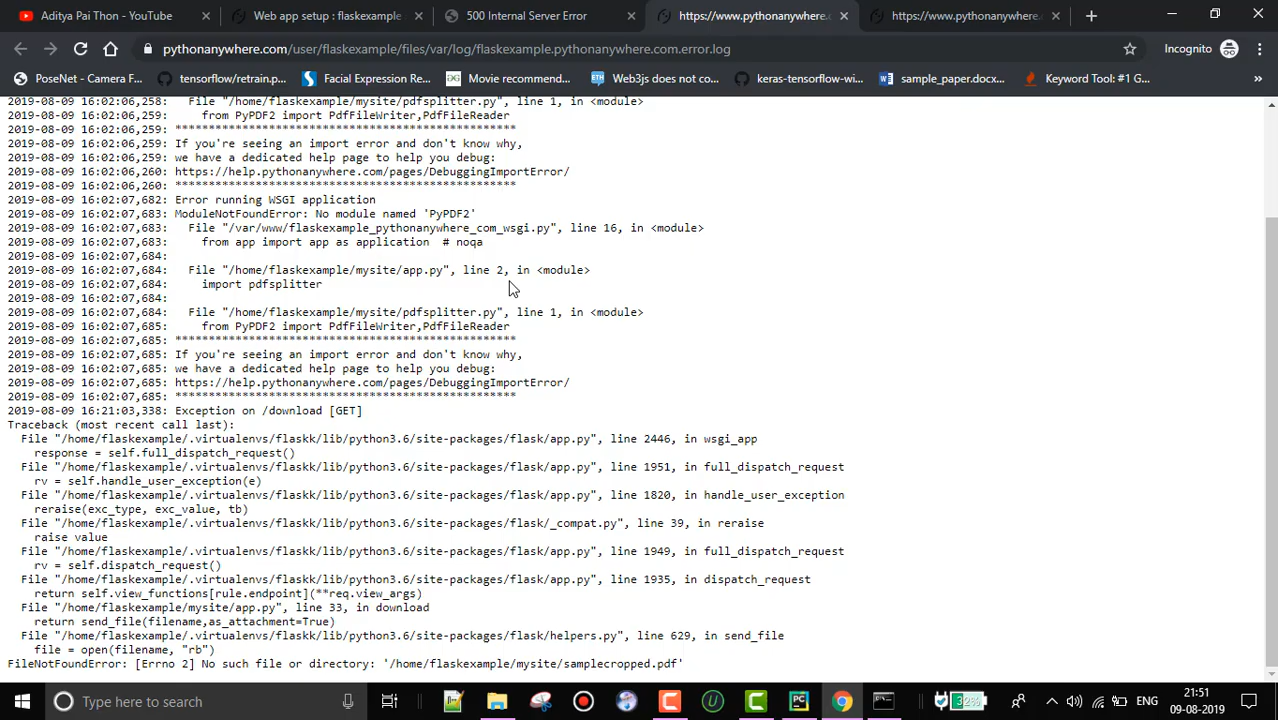 Aditya Pai Thon - YouTube
Web app setup : flaskexample
500 Internal Server Error
https://www.pythonanywhere.
https://www.pythonanywhere.
pythonanywhere.com/user/flaskexample/files/var/log/flaskexample.pythonanywhere.com.error.log
Incognito
PoseNet - Camera F...
tensorflow/retrain.p...
Facial Expression Re...
Movie recommend...
Web3js does not co...
keras-tensorflow-wi...
sample_paper.docx...
Keyword Tool: #1 G...
»
2019-08-09 16:02:06,258:   File "/home/flaskexample/mysite/pdfsplitter.py", line 1, in <module>
2019-08-09 16:02:06,259:     from PyPDF2 import PdfFileWriter,PdfFileReader
2019-08-09 16:02:06,259: ***************************************************
2019-08-09 16:02:06,259: If you're seeing an import error and don't know why,
2019-08-09 16:02:06,259: we have a dedicated help page to help you debug:
2019-08-09 16:02:06,260: https://help.pythonanywhere.com/pages/DebuggingImportError/
2019-08-09 16:02:06,260: ***************************************************
2019-08-09 16:02:07,682: Error running WSGI application
2019-08-09 16:02:07,683: ModuleNotFoundError: No module named 'PyPDF2'
2019-08-09 16:02:07,683:   File "/var/www/flaskexample_pythonanywhere_com_wsgi.py", line 16, in <module>
2019-08-09 16:02:07,683:     from app import app as application  # noqa
2019-08-09 16:02:07,683:
2019-08-09 16:02:07,684:   File "/home/flaskexample/mysite/app.py", line 2, in <module>
2019-08-09 16:02:07,684:     import pdfsplitter
2019-08-09 16:02:07,684:
2019-08-09 16:02:07,684:   File "/home/flaskexample/mysite/pdfsplitter.py", line 1, in <module>
2019-08-09 16:02:07,685:     from PyPDF2 import PdfFileWriter,PdfFileReader
2019-08-09 16:02:07,685: ***************************************************
2019-08-09 16:02:07,685: If you're seeing an import error and don't know why,
2019-08-09 16:02:07,685: we have a dedicated help page to help you debug:
2019-08-09 16:02:07,685: https://help.pythonanywhere.com/pages/DebuggingImportError/
2019-08-09 16:02:07,685: ***************************************************
2019-08-09 16:21:03,338: Exception on /download [GET]
Traceback (most recent call last):
  File "/home/flaskexample/.virtualenvs/flaskk/lib/python3.6/site-packages/flask/app.py", line 2446, in wsgi_app
    response = self.full_dispatch_request()
  File "/home/flaskexample/.virtualenvs/flaskk/lib/python3.6/site-packages/flask/app.py", line 1951, in full_dispatch_request
    rv = self.handle_user_exception(e)
  File "/home/flaskexample/.virtualenvs/flaskk/lib/python3.6/site-packages/flask/app.py", line 1820, in handle_user_exception
    reraise(exc_type, exc_value, tb)
  File "/home/flaskexample/.virtualenvs/flaskk/lib/python3.6/site-packages/flask/_compat.py", line 39, in reraise
    raise value
  File "/home/flaskexample/.virtualenvs/flaskk/lib/python3.6/site-packages/flask/app.py", line 1949, in full_dispatch_request
    rv = self.dispatch_request()
  File "/home/flaskexample/.virtualenvs/flaskk/lib/python3.6/site-packages/flask/app.py", line 1935, in dispatch_request
    return self.view_functions[rule.endpoint](**req.view_args)
  File "/home/flaskexample/mysite/app.py", line 33, in download
    return send_file(filename,as_attachment=True)
  File "/home/flaskexample/.virtualenvs/flaskk/lib/python3.6/site-packages/flask/helpers.py", line 629, in send_file
    file = open(filename, "rb")
FileNotFoundError: [Errno 2] No such file or directory: '/home/flaskexample/mysite/samplecropped.pdf'
Type here to search
32%
ENG
21:51
09-08-2019